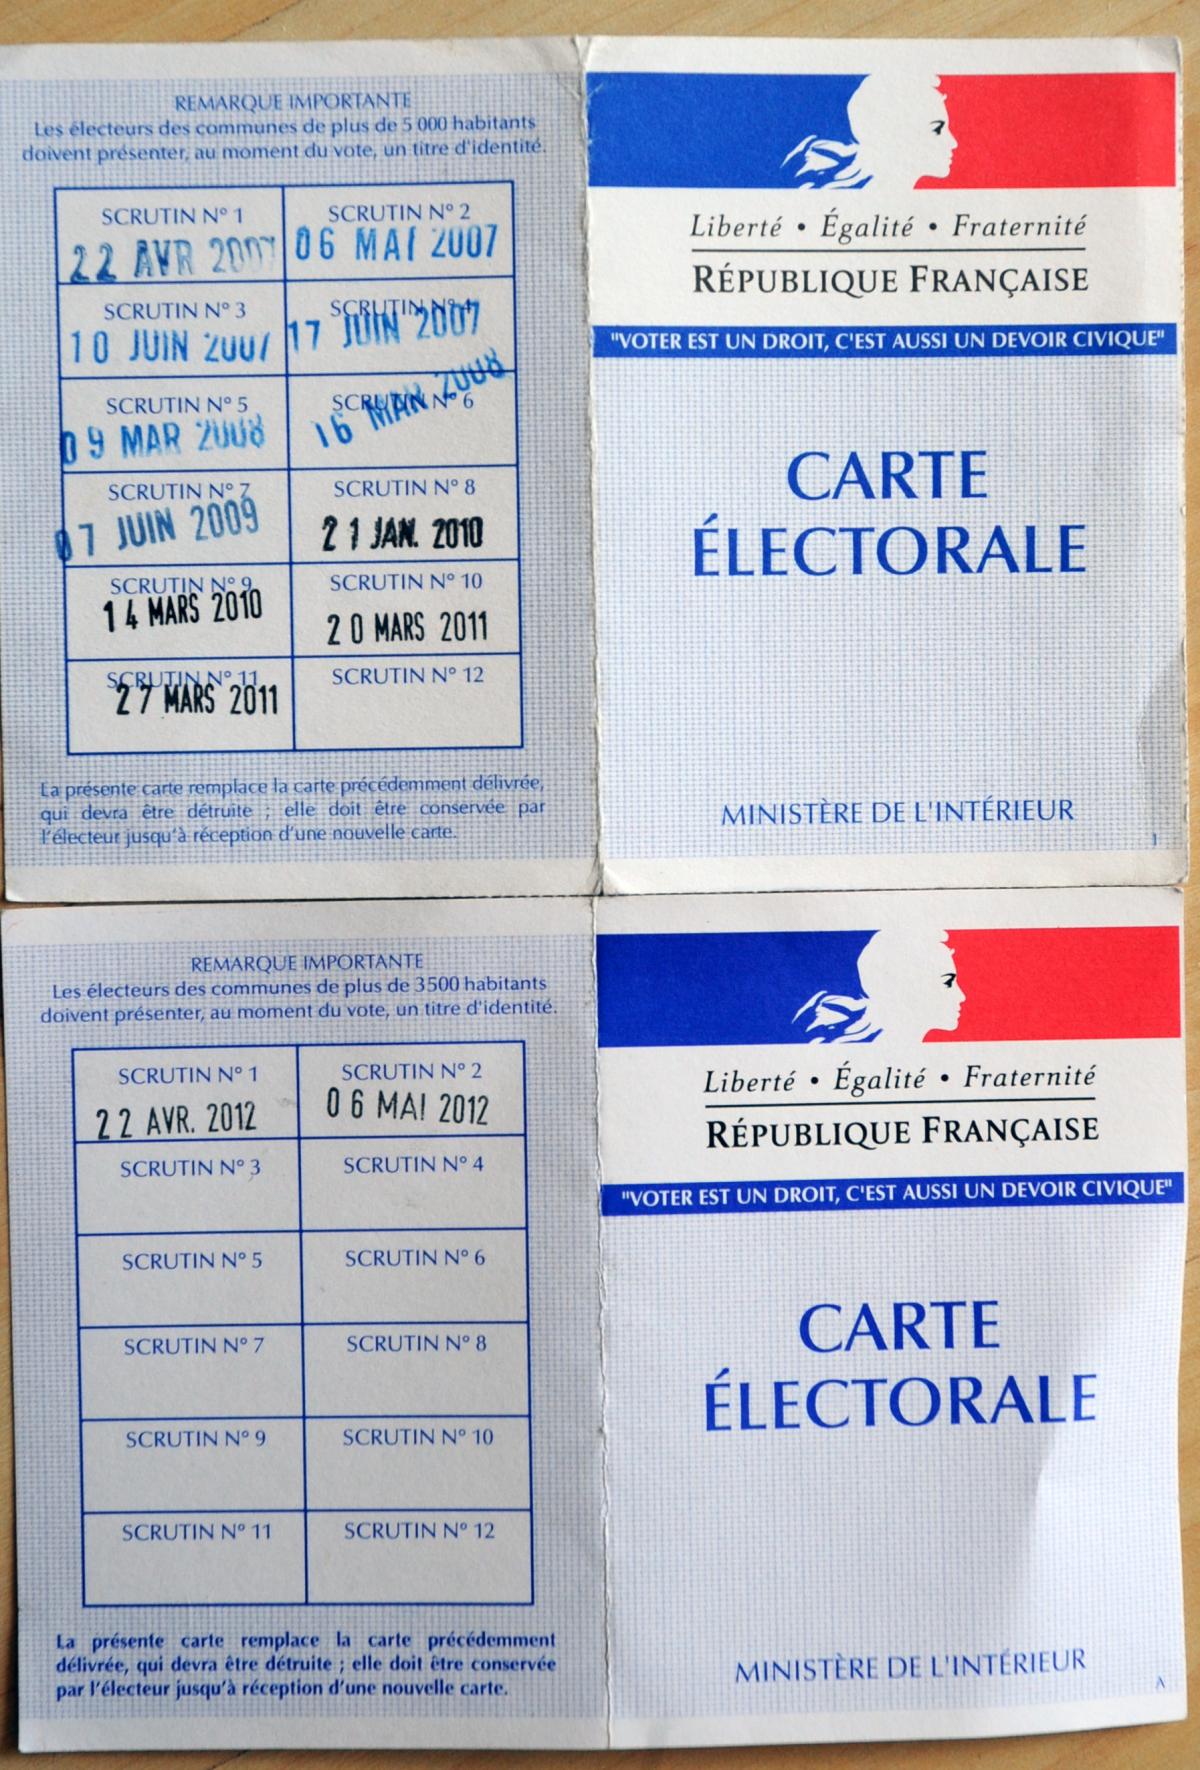 REMARQUE IMPORTANTE
Les électeurs des communes de plus de 5 000 habitants
doivent présenter, au moment du vote, un titre d'identité.
SCRUTIN N° 1
22 AVR 2007
SCRUTIN N° 2
06 MAI 2007
SCRUTIN N° 3
10 JUIN 2007
SCRUTIN N° 4
17 JUIN 2007
SCRUTIN N° 5
09 MAR 2008
SCRUTIN N° 6
16 MAR 2008
SCRUTIN N° 7
07 JUIN 2009
SCRUTIN N° 8
21 JAN. 2010
SCRUTIN N° 9
14 MARS 2010
SCRUTIN N° 10
20 MARS 2011
SCRUTIN N° 11
27 MARS 2011
SCRUTIN N° 12
La présente carte remplace la carte précédemment délivrée,
qui devra être détruite ; elle doit être conservée par
l'électeur jusqu'à réception d'une nouvelle carte.
Liberté • Égalité • Fraternité
RÉPUBLIQUE FRANÇAISE
"VOTER EST UN DROIT, C'EST AUSSI UN DEVOIR CIVIQUE"
CARTE
ÉLECTORALE
MINISTÈRE DE L'INTÉRIEUR
1
REMARQUE IMPORTANTE
Les électeurs des communes de plus de 3500 habitants
doivent présenter, au moment du vote, un titre d'identité.
SCRUTIN N° 1
22 AVR. 2012
SCRUTIN N° 2
06 MAI 2012
SCRUTIN N° 3
SCRUTIN N° 4
SCRUTIN N° 5
SCRUTIN N° 6
SCRUTIN N° 7
SCRUTIN N° 8
SCRUTIN N° 9
SCRUTIN N° 10
SCRUTIN N° 11
SCRUTIN N° 12
La présente carte remplace la carte précédemment
délivrée, qui devra être détruite ; elle doit être conservée
par l'électeur jusqu'à réception d'une nouvelle carte.
Liberté • Égalité • Fraternité
RÉPUBLIQUE FRANÇAISE
"VOTER EST UN DROIT, C'EST AUSSI UN DEVOIR CIVIQUE"
CARTE
ÉLECTORALE
MINISTÈRE DE L'INTÉRIEUR
A